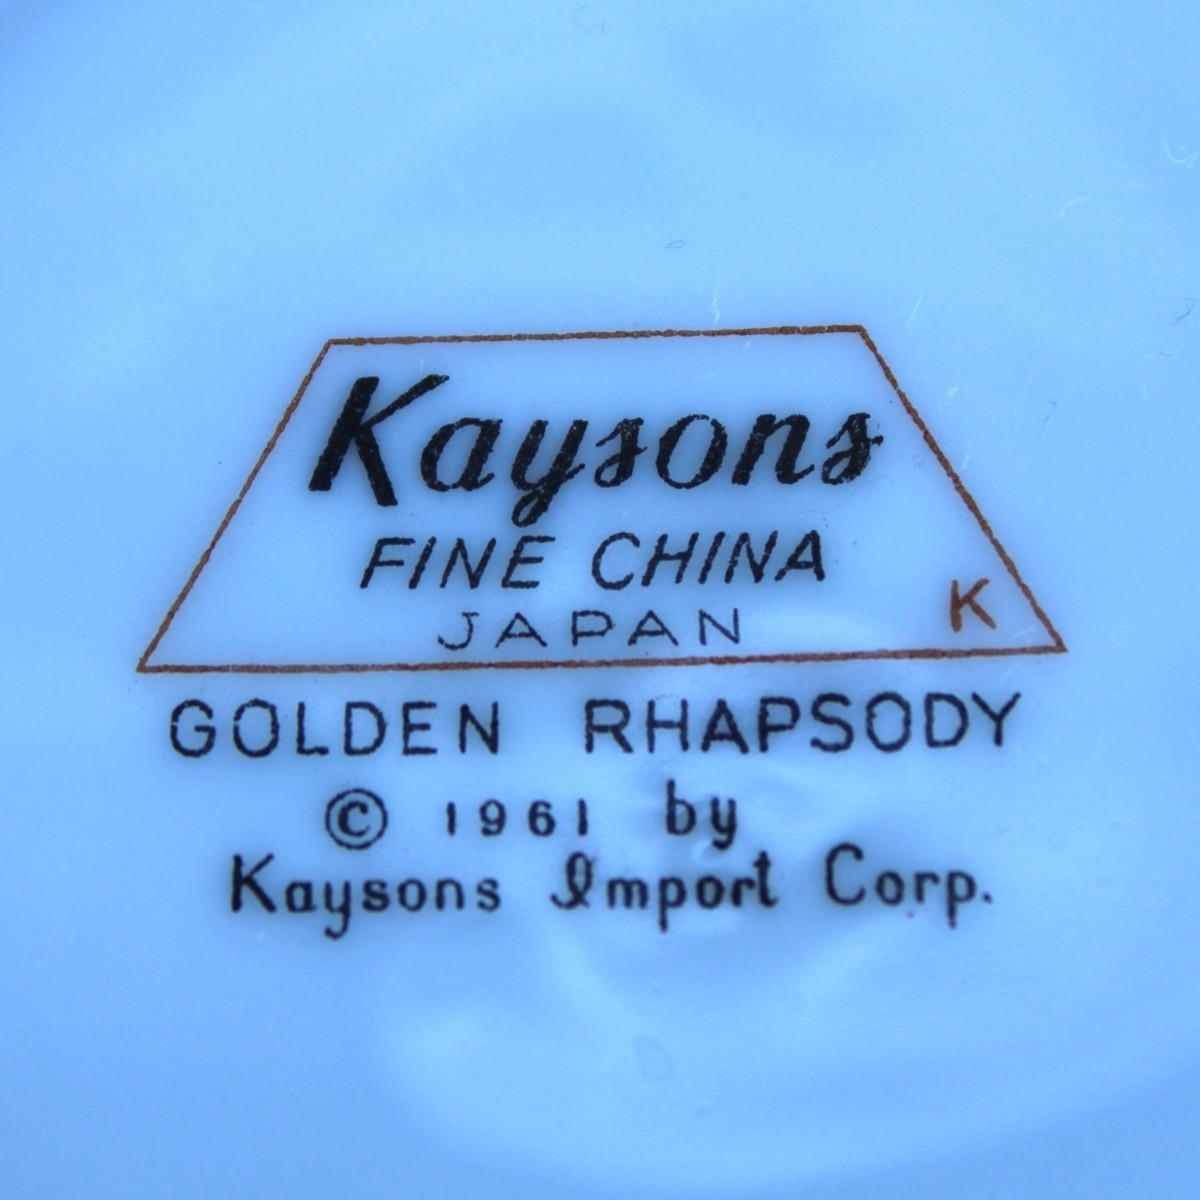 Kaysons
FINE CHINA
JAPAN
K
GOLDEN RHAPSODY
© 1961 by
Kaysons Import Corp.